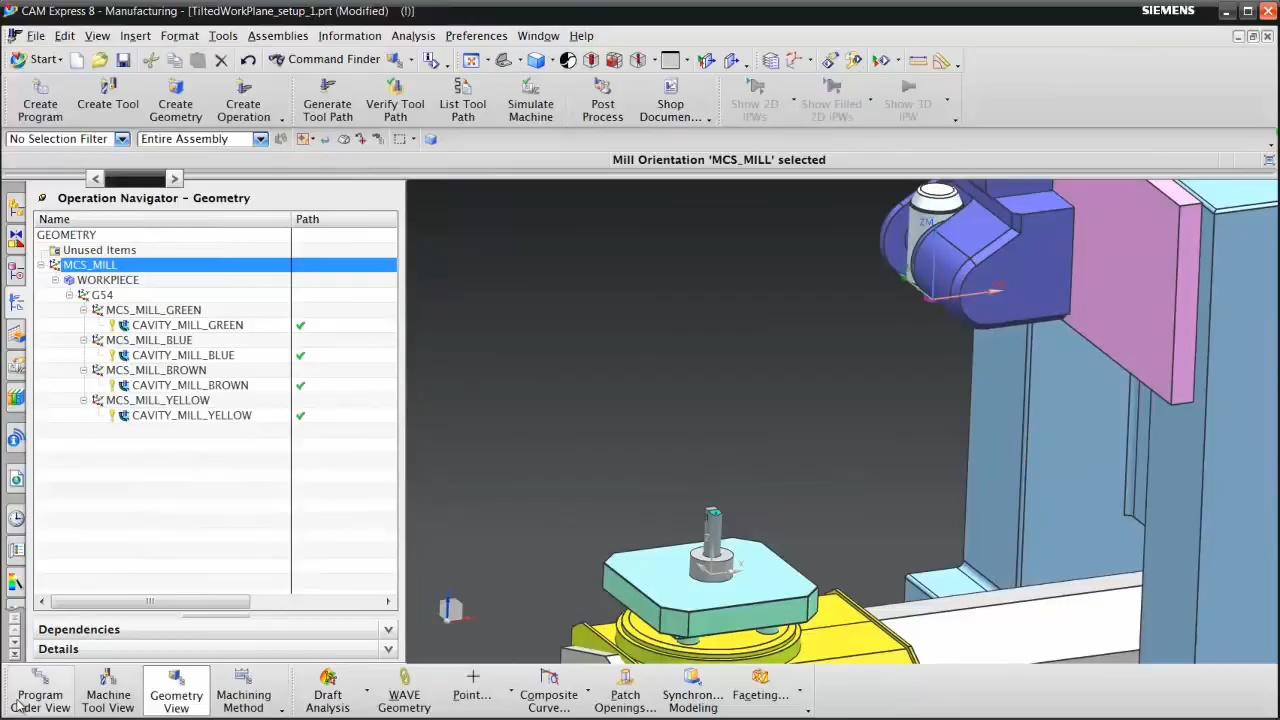 CAM Express 8 - Manufacturing - [TiltedWorkPlane_setup_1.prt (Modified) (!)]
SIEMENS
File Edit View Insert Format Tools Assemblies Information Analysis Preferences Window Help
Start Command Finder
Create Program
Create Tool
Create Geometry
Create Operation
Generate Tool Path
Verify Tool Path
List Tool Path
Simulate Machine
Post Process
Shop Documen...
Show 2D IPWs
Show Filled 2D IPWs
Show 3D IPW
No Selection Filter Entire Assembly
Mill Orientation 'MCS_MILL' selected
Operation Navigator - Geometry
Name Path
GEOMETRY
Unused Items
MCS_MILL
WORKPIECE
G54
MCS_MILL_GREEN
CAVITY_MILL_GREEN
MCS_MILL_BLUE
CAVITY_MILL_BLUE
MCS_MILL_BROWN
CAVITY_MILL_BROWN
MCS_MILL_YELLOW
CAVITY_MILL_YELLOW
ZM
X
Dependencies
Details
Program Order View
Machine Tool View
Geometry View
Machining Method
Draft Analysis
WAVE Geometry
Point...
Composite Curve...
Patch Openings...
Synchron... Modeling
Faceting...